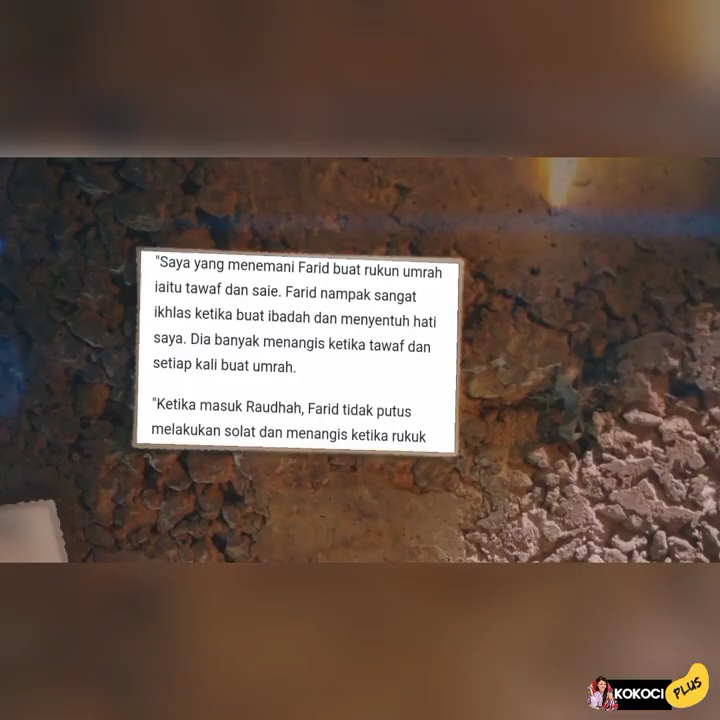 "Saya yang menemani Farid buat rukun umrah
iaitu tawaf dan saie. Farid nampak sangat
ikhlas ketika buat ibadah dan menyentuh hati
saya. Dia banyak menangis ketika tawaf dan
setiap kali buat umrah.
"Ketika masuk Raudhah, Farid tidak putus
melakukan solat dan menangis ketika rukuk
KOKOCI PLUS